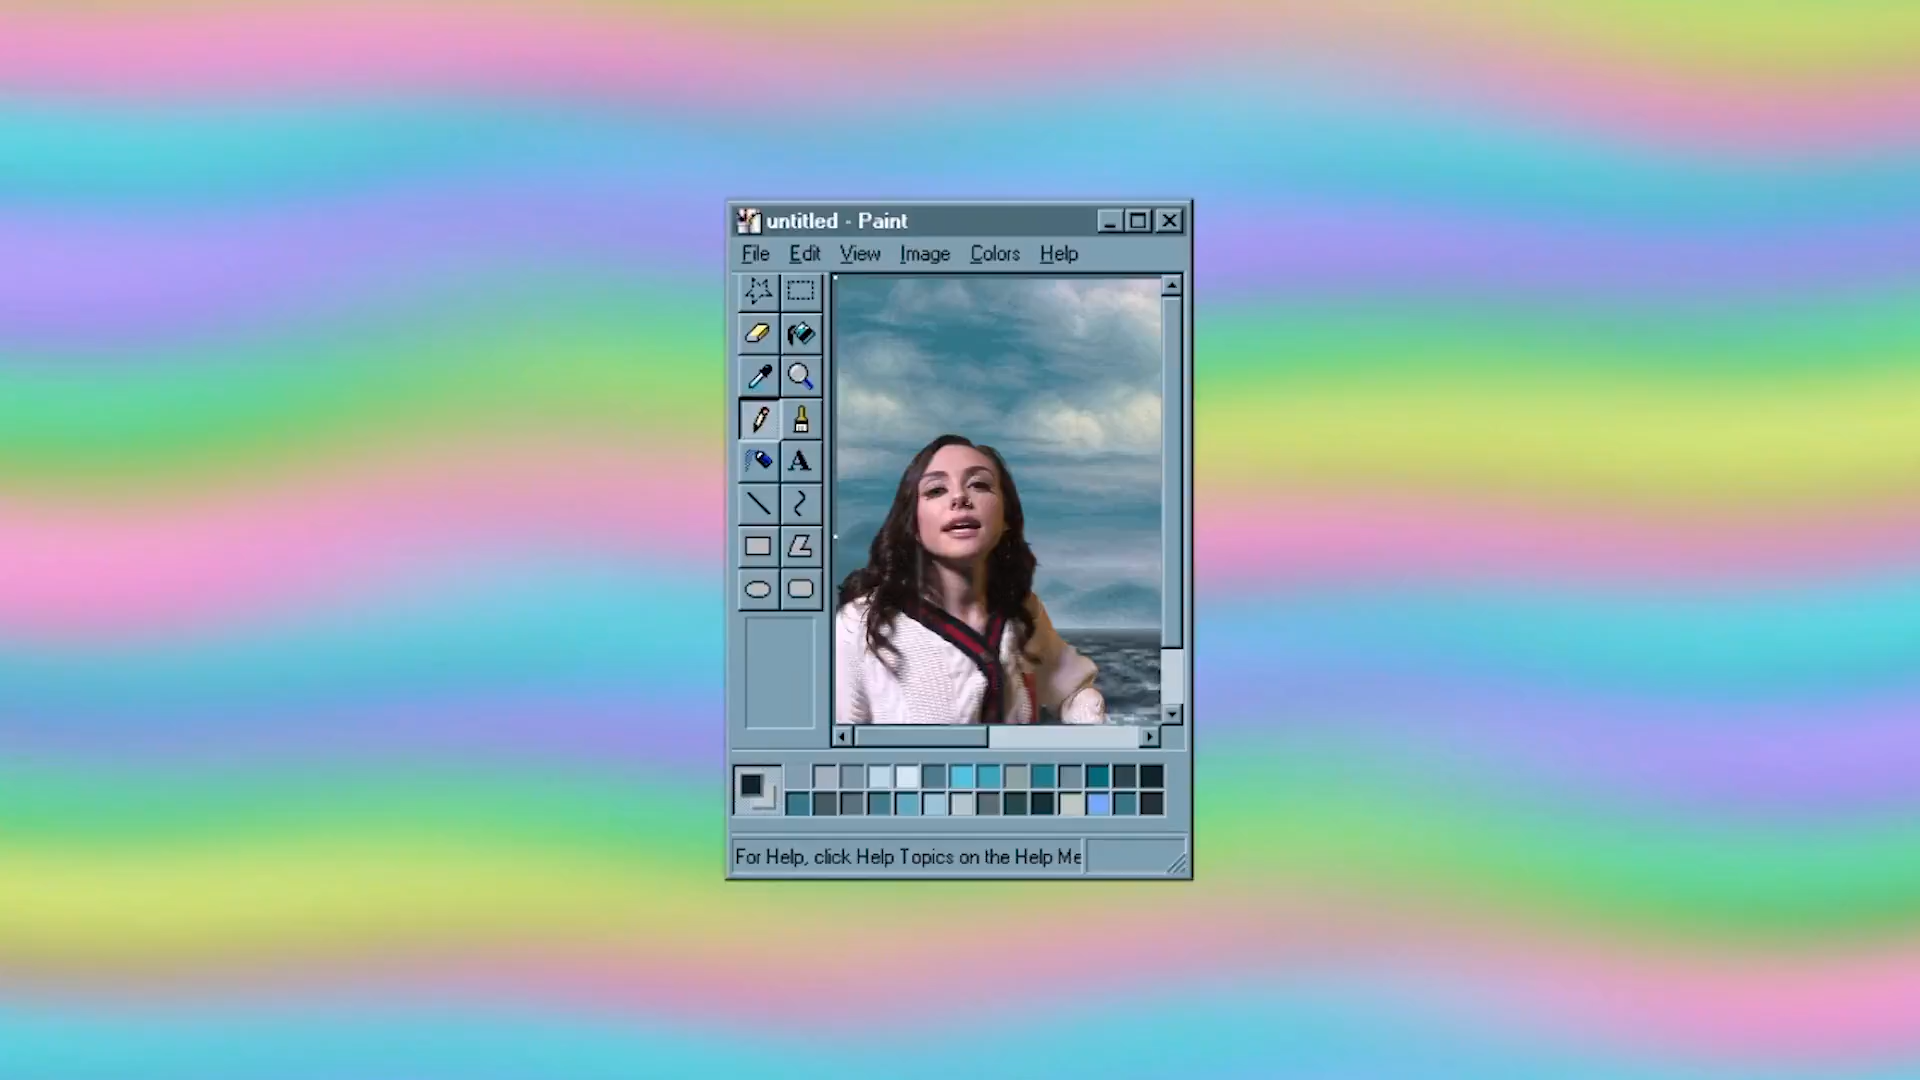 untitled - Paint
File Edit View Image Colors Help
A
For Help, click Help Topics on the Help Me